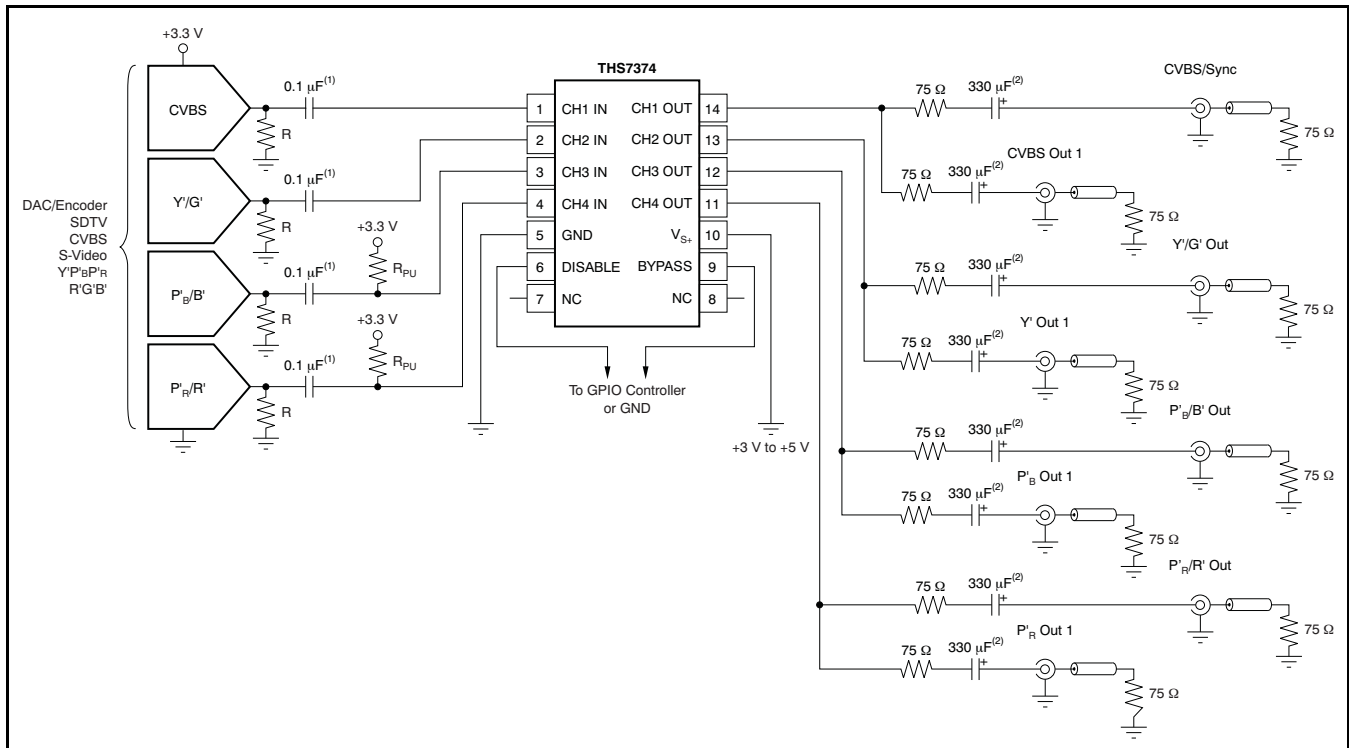 +3.3 V
THS7374
CVBS/Sync
0.1 µF(1)
75 Ω
330 µF(2)
+
CVBS
R
1
CH1 IN
CH1 OUT
14
75 Ω
2
CH2 IN
CH2 OUT
13
CVBS Out 1
0.1 µF(1)
75 Ω
330 µF(2)
+
Y'/G'
R
3
CH3 IN
CH3 OUT
12
75 Ω
DAC/Encoder
SDTV
CVBS
S-Video
Y'P'BP'R
R'G'B'
4
CH4 IN
CH4 OUT
11
+3.3 V
RPU
5
GND
VS+
10
Y'/G' Out
0.1 µF(1)
P'B/B'
R
6
DISABLE
BYPASS
9
75 Ω
330 µF(2)
+
7
NC
NC
8
75 Ω
+3.3 V
RPU
Y' Out 1
75 Ω
330 µF(2)
+
0.1 µF(1)
P'R/R'
R
To GPIO Controller
or GND
75 Ω
P'B/B' Out
+3 V to +5 V
75 Ω
330 µF(2)
+
75 Ω
P'B Out 1
75 Ω
330 µF(2)
+
75 Ω
P'R/R' Out
75 Ω
330 µF(2)
+
75 Ω
P'R Out 1
75 Ω
330 µF(2)
+
75 Ω